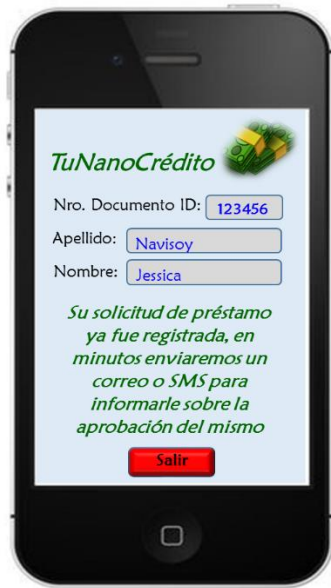 TuNanoCrédito
Nro. Documento ID: 123456
Apellido: Navisoy
Nombre: Jessica
Su solicitud de préstamo
ya fue registrada, en
minutos enviaremos un
correo o SMS para
informarle sobre la
aprobación del mismo
Salir